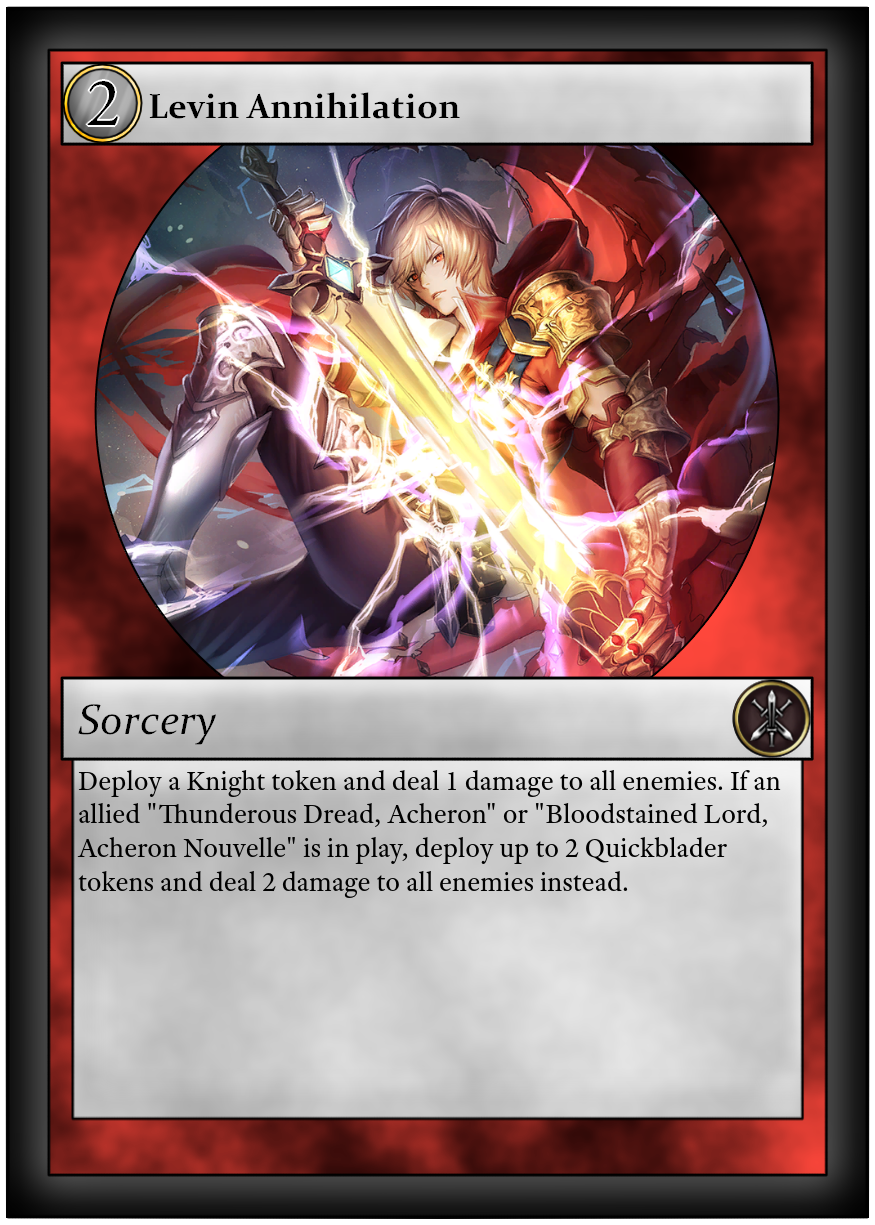 2 Levin Annihilation
Sorcery
Deploy a Knight token and deal 1 damage to all enemies. If an
allied "Thunderous Dread, Acheron" or "Bloodstained Lord,
Acheron Nouvelle" is in play, deploy up to 2 Quickblader
tokens and deal 2 damage to all enemies instead.